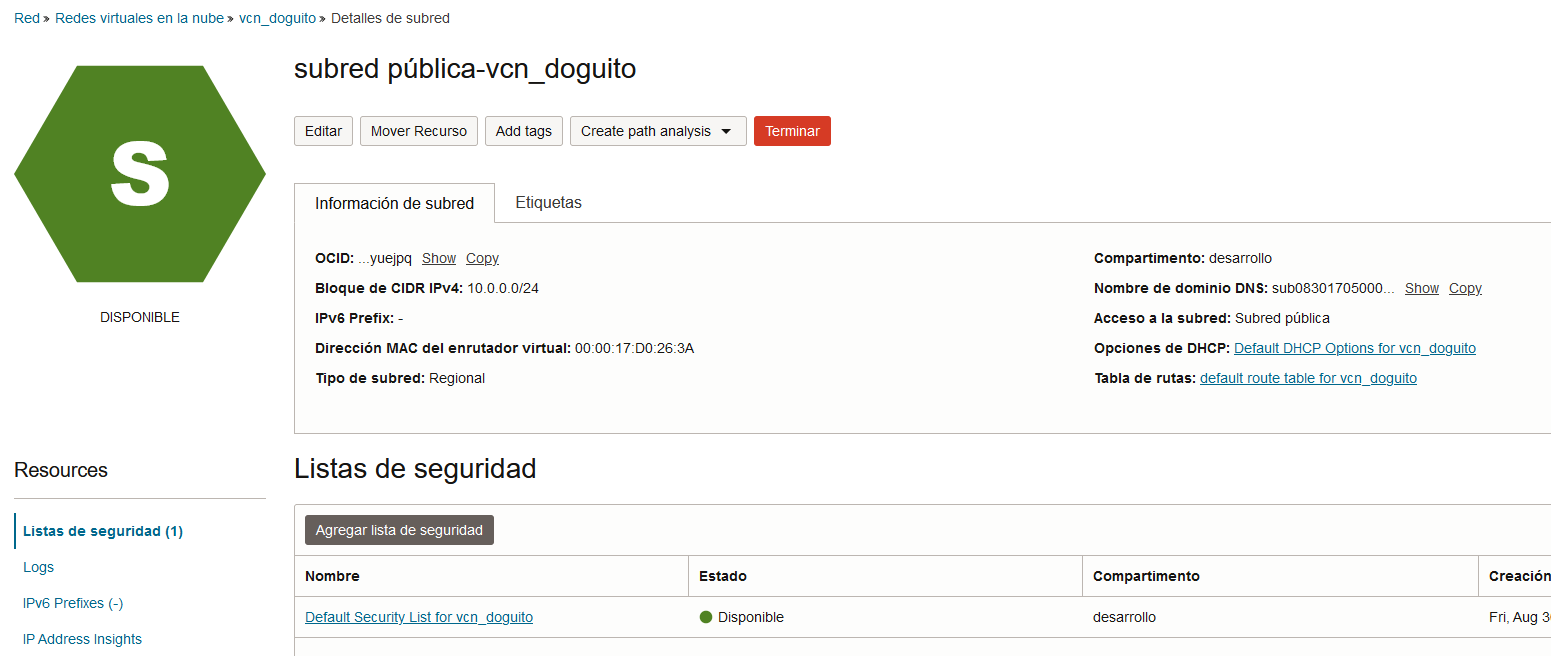 Red » Redes virtuales en la nube » vcn_doguito » Detalles de subred
S
DISPONIBLE
subred pública-vcn_doguito
Editar Mover Recurso Add tags Create path analysis Terminar
Información de subred Etiquetas
OCID: ...yuejpq Show Copy
Bloque de CIDR IPv4: 10.0.0.0/24
IPv6 Prefix: -
Dirección MAC del enrutador virtual: 00:00:17:D0:26:3A
Tipo de subred: Regional
Compartimento: desarrollo
Nombre de dominio DNS: sub08301705000... Show Copy
Acceso a la subred: Subred pública
Opciones de DHCP: Default DHCP Options for vcn_doguito
Tabla de rutas: default route table for vcn_doguito
Resources
Listas de seguridad (1)
Logs
IPv6 Prefixes (-)
IP Address Insights
Listas de seguridad
Agregar lista de seguridad
Nombre Estado Compartimento Creación
Default Security List for vcn_doguito Disponible desarrollo Fri, Aug